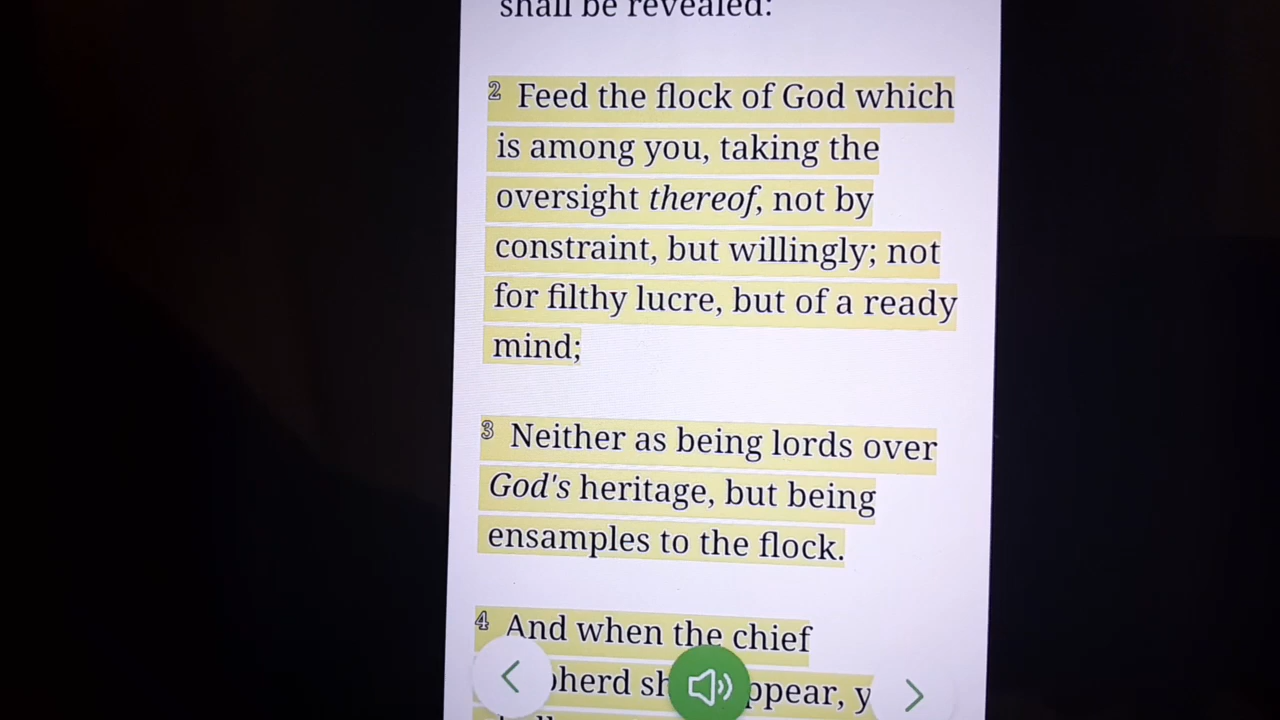 shall be revealed:
2 Feed the flock of God which
is among you, taking the
oversight thereof, not by
constraint, but willingly; not
for filthy lucre, but of a ready
mind;
3 Neither as being lords over
God's heritage, but being
ensamples to the flock.
4 And when the chief